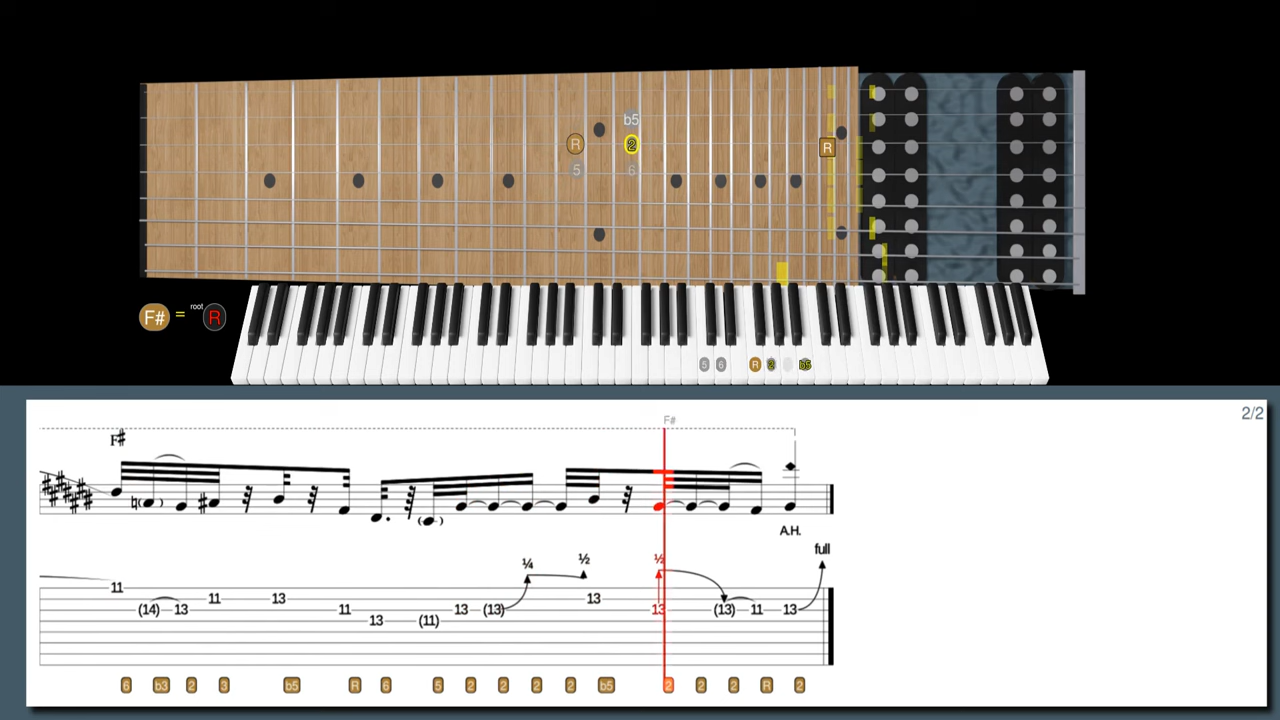 b5
R 2 R
5 6
F# = root R
5 6 R 2 b5
2/2
F#
F#
A.H.
full
¼ ½ ½
11
11 13 13
(14) 13 11 13 (13) 13 (13) 11 13
13 (11)
6 b3 2 3 b5 R 6 5 2 2 2 2 b5 2 2 2 R 2